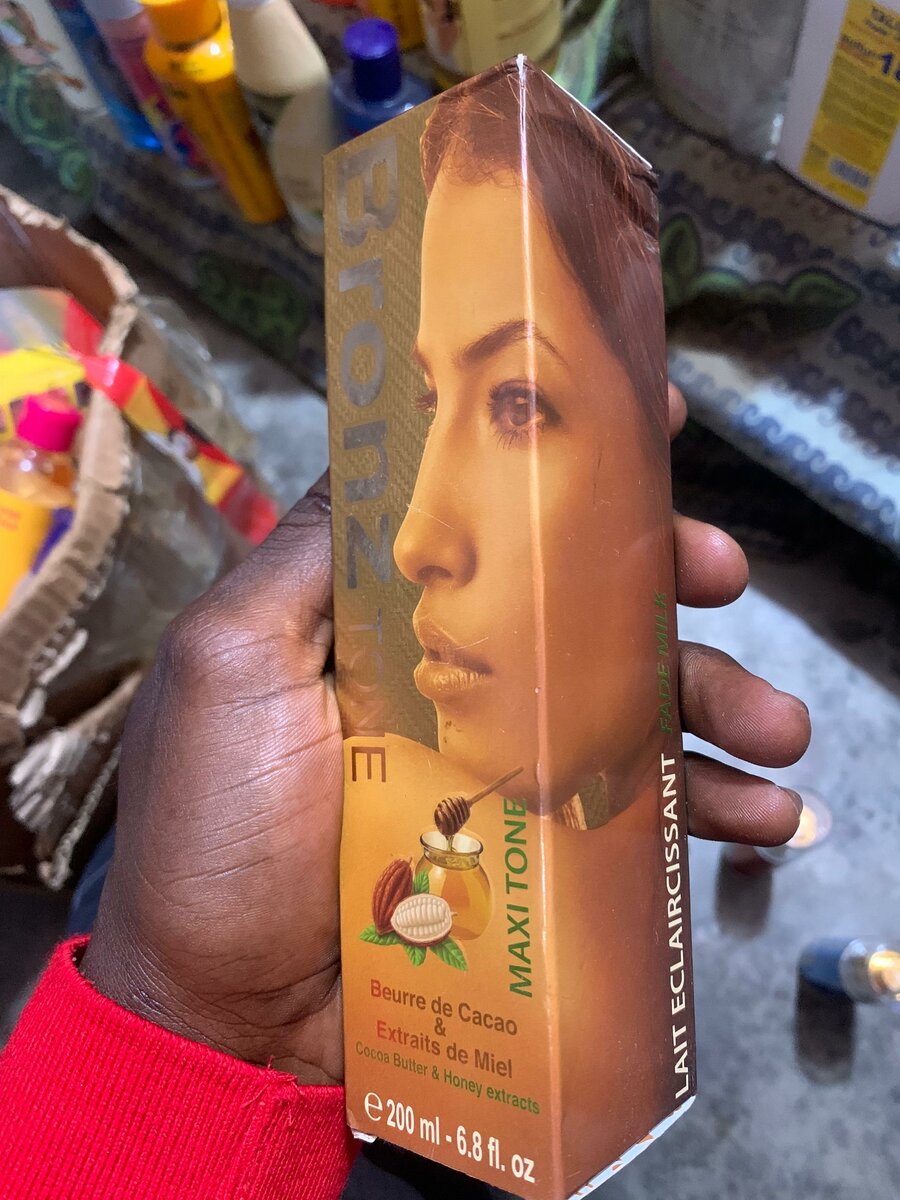 Bronz TONE
MAXI TONE
Beurre de Cacao
&
Extraits de Miel
Cocoa Butter & Honey extracts
e 200 ml - 6.8 fl. oz
LAIT ECLAIRCISSANT FADE MILK